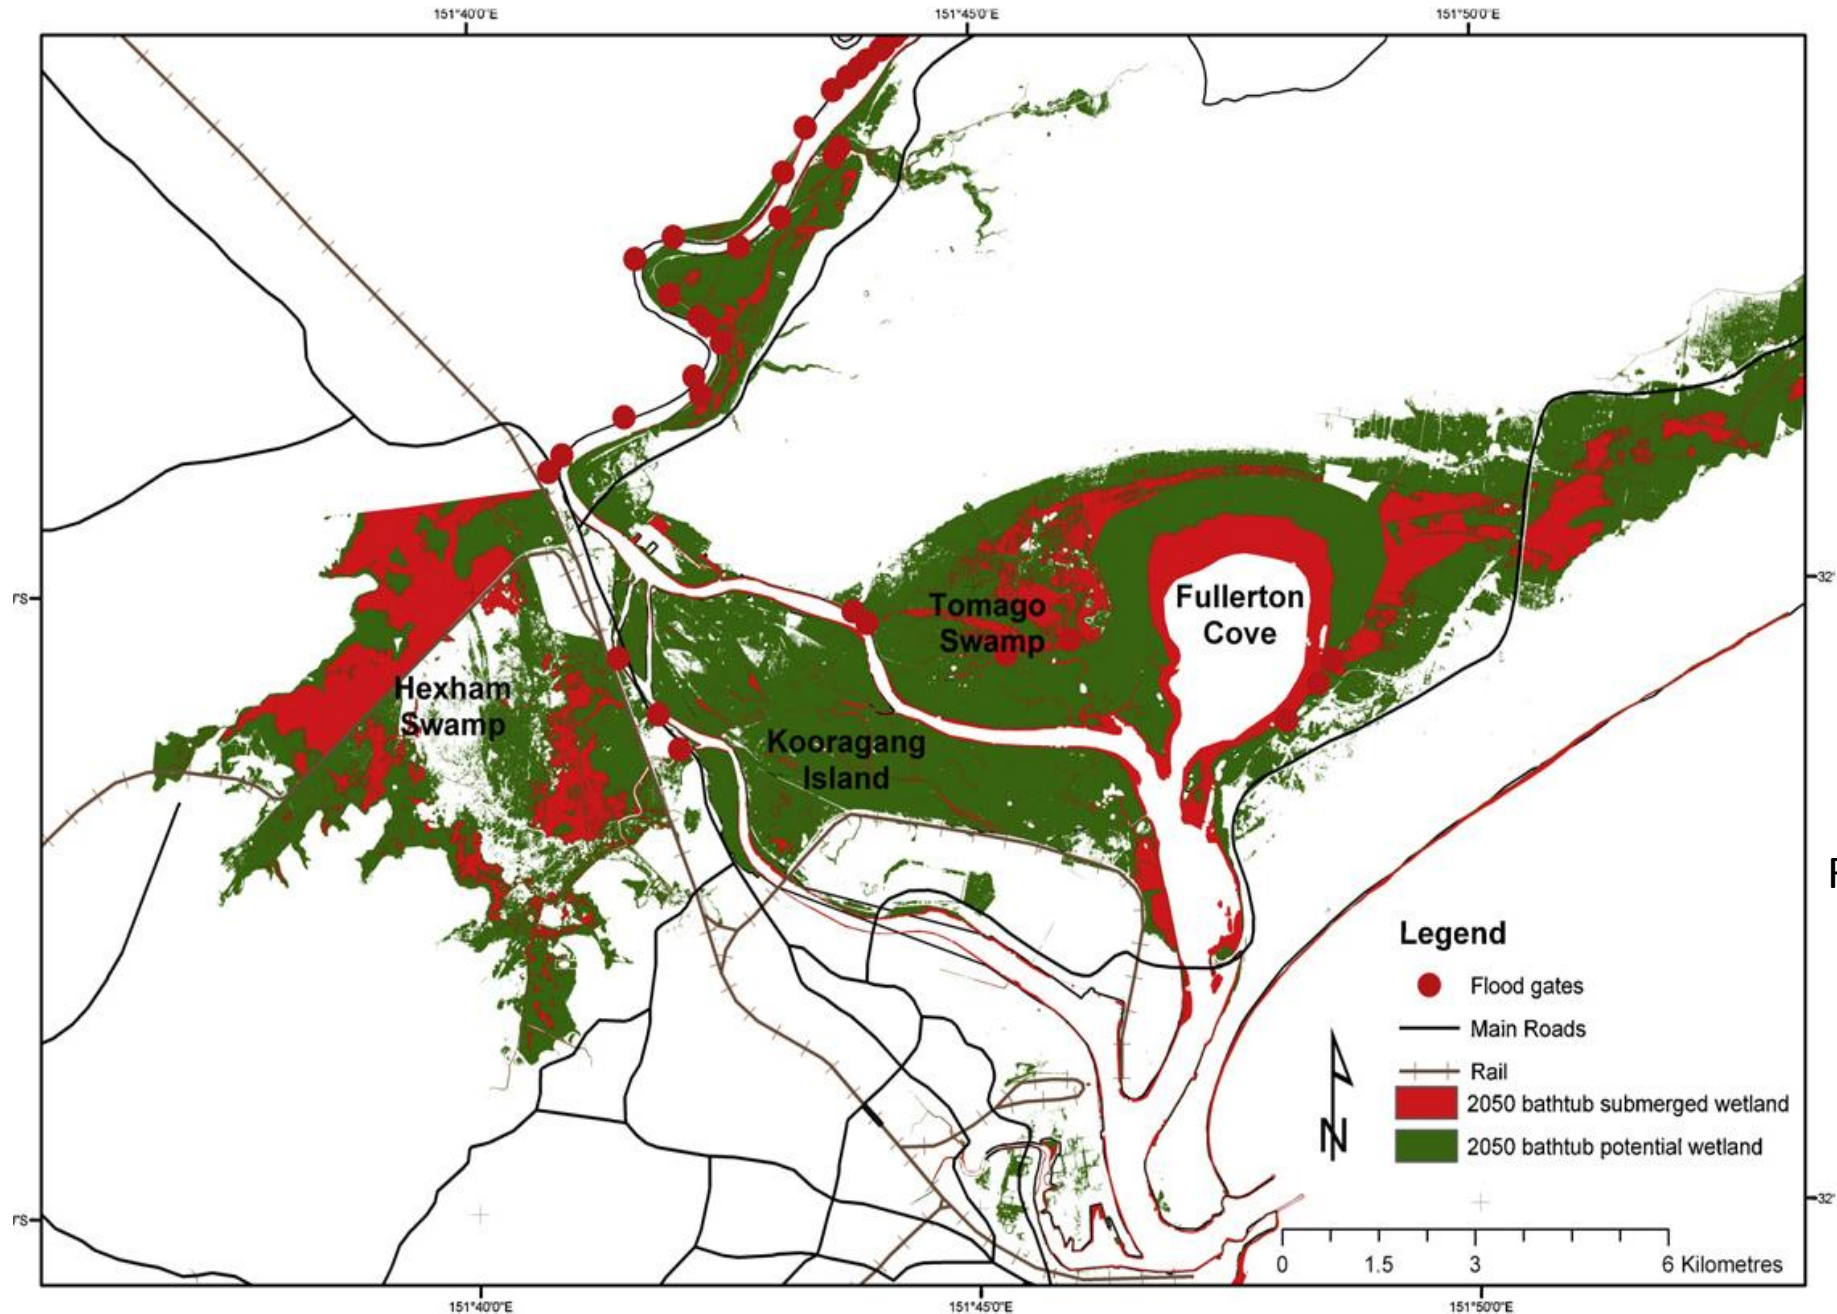 151°40'0"E 151°45'0"E 151°50'0"E
Tomago
Swamp
Fullerton
Cove
"S
32°
Hexham
Swamp
Kooragang
Island
F
Legend
Flood gates
Main Roads
Rail
2050 bathtub submerged wetland
2050 bathtub potential wetland
N
"S
32°
0 1.5 3 6 Kilometres
151°40'0"E 151°45'0"E 151°50'0"E